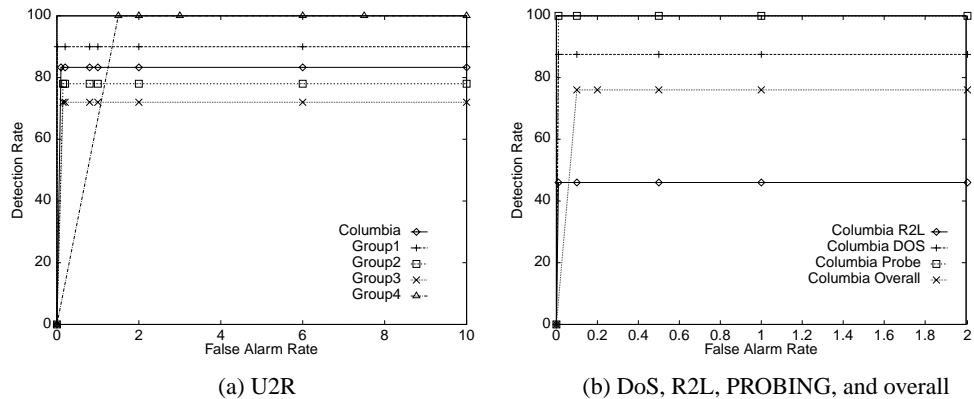 100
80
60
40
20
0
Detection Rate
Columbia
Group1
Group2
Group3
Group4
0 2 4 6 8 10
False Alarm Rate
(a) U2R
100
80
60
40
20
0
Detection Rate
Columbia R2L
Columbia DOS
Columbia Probe
Columbia Overall
0 0.2 0.4 0.6 0.8 1 1.2 1.4 1.6 1.8 2
False Alarm Rate
(b) DoS, R2L, PROBING, and overall